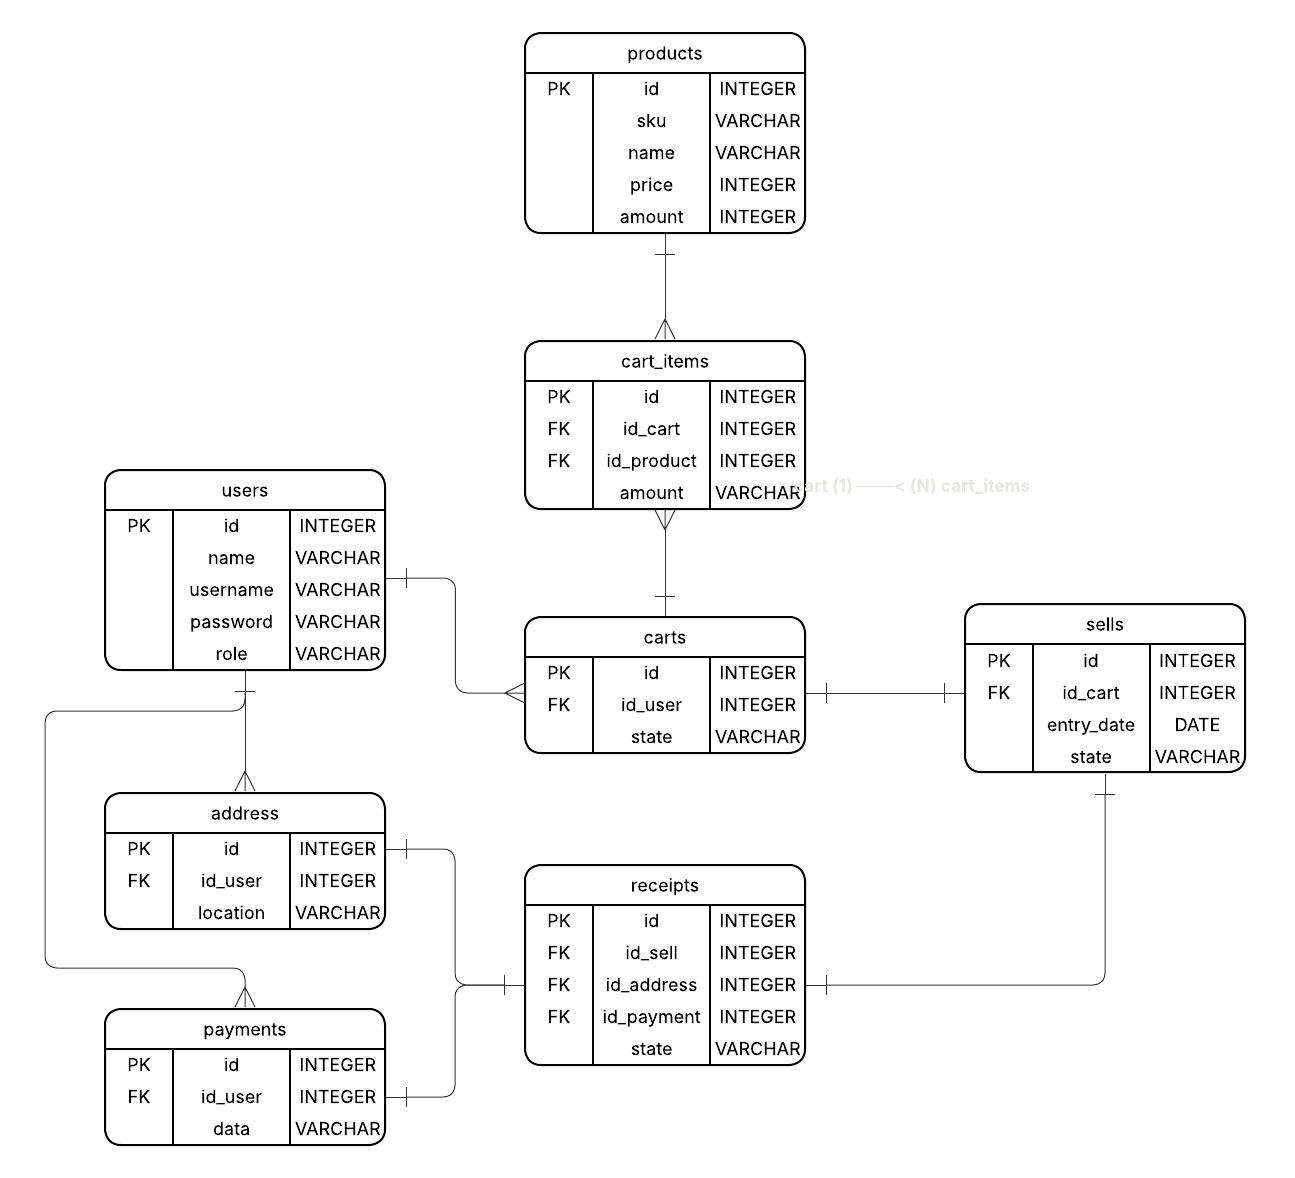 products
PK id INTEGER
sku VARCHAR
name VARCHAR
price INTEGER
amount INTEGER
cart_items
PK id INTEGER
FK id_cart INTEGER
FK id_product INTEGER
amount VARCHAR
cart (1) ───< (N) cart_items
users
PK id INTEGER
name VARCHAR
username VARCHAR
password VARCHAR
role VARCHAR
carts
PK id INTEGER
FK id_user INTEGER
state VARCHAR
sells
PK id INTEGER
FK id_cart INTEGER
entry_date DATE
state VARCHAR
address
PK id INTEGER
FK id_user INTEGER
location VARCHAR
receipts
PK id INTEGER
FK id_sell INTEGER
FK id_address INTEGER
FK id_payment INTEGER
state VARCHAR
payments
PK id INTEGER
FK id_user INTEGER
data VARCHAR